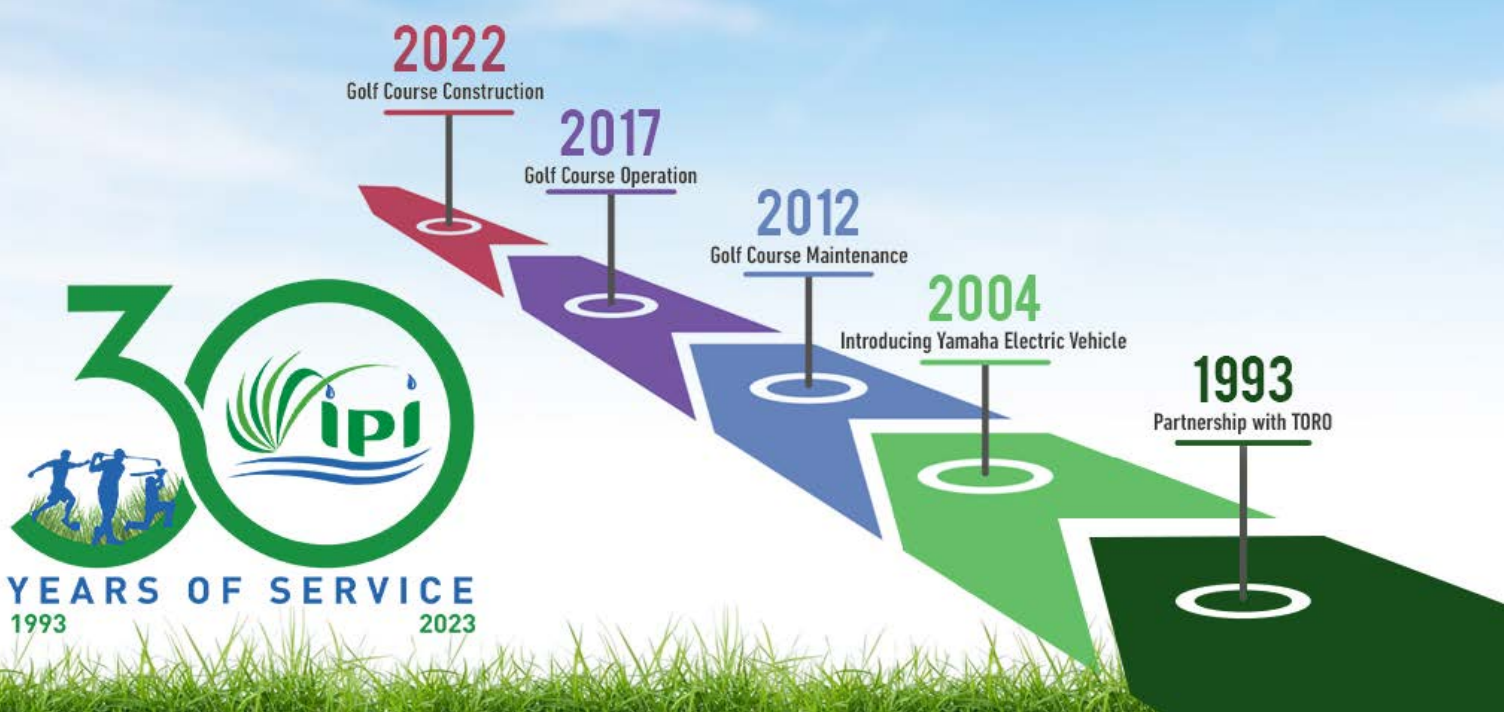 2022
Golf Course Construction
2017
Golf Course Operation
2012
Golf Course Maintenance
2004
Introducing Yamaha Electric Vehicle
1993
Partnership with TORO
30
ipi
YEARS OF SERVICE
1993 2023